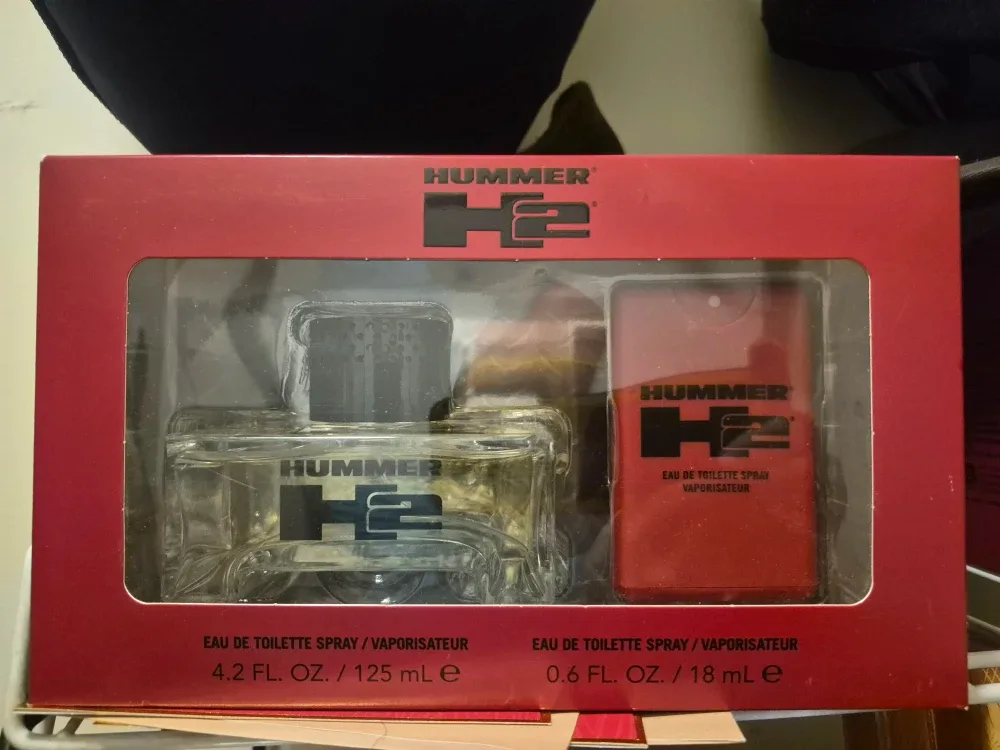 HUMMER®
H2®
HUMMER
H2
HUMMER®
H2®
EAU DE TOILETTE SPRAY
VAPORISATEUR
EAU DE TOILETTE SPRAY / VAPORISATEUR
4.2 FL. OZ. / 125 mL ℮
EAU DE TOILETTE SPRAY / VAPORISATEUR
0.6 FL. OZ. / 18 mL ℮